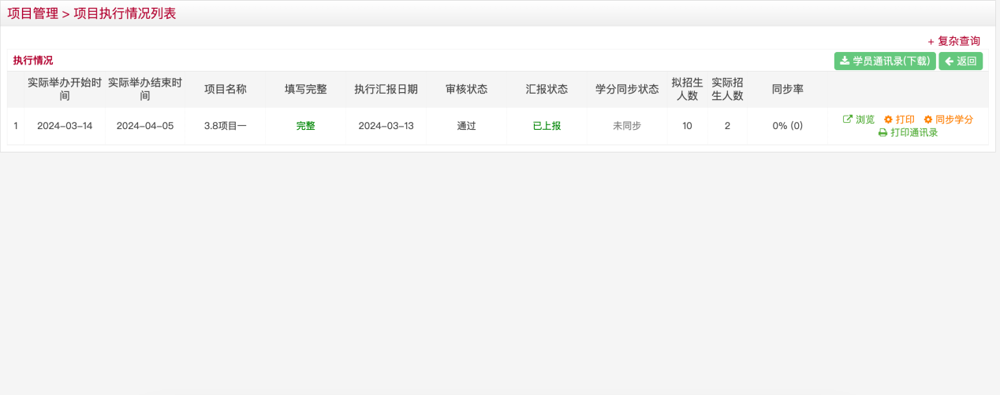 项目管理 > 项目执行情况列表
+ 复杂查询
执行情况 学员通讯录(下载) 返回
实际举办开始时间 实际举办结束时间 项目名称 填写完整 执行汇报日期 审核状态 汇报状态 学分同步状态 拟招生人数 实际招生人数 同步率
1 2024-03-14 2024-04-05 3.8项目一 完整 2024-03-13 通过 已上报 未同步 10 2 0% (0) 浏览 打印 同步学分
打印通讯录